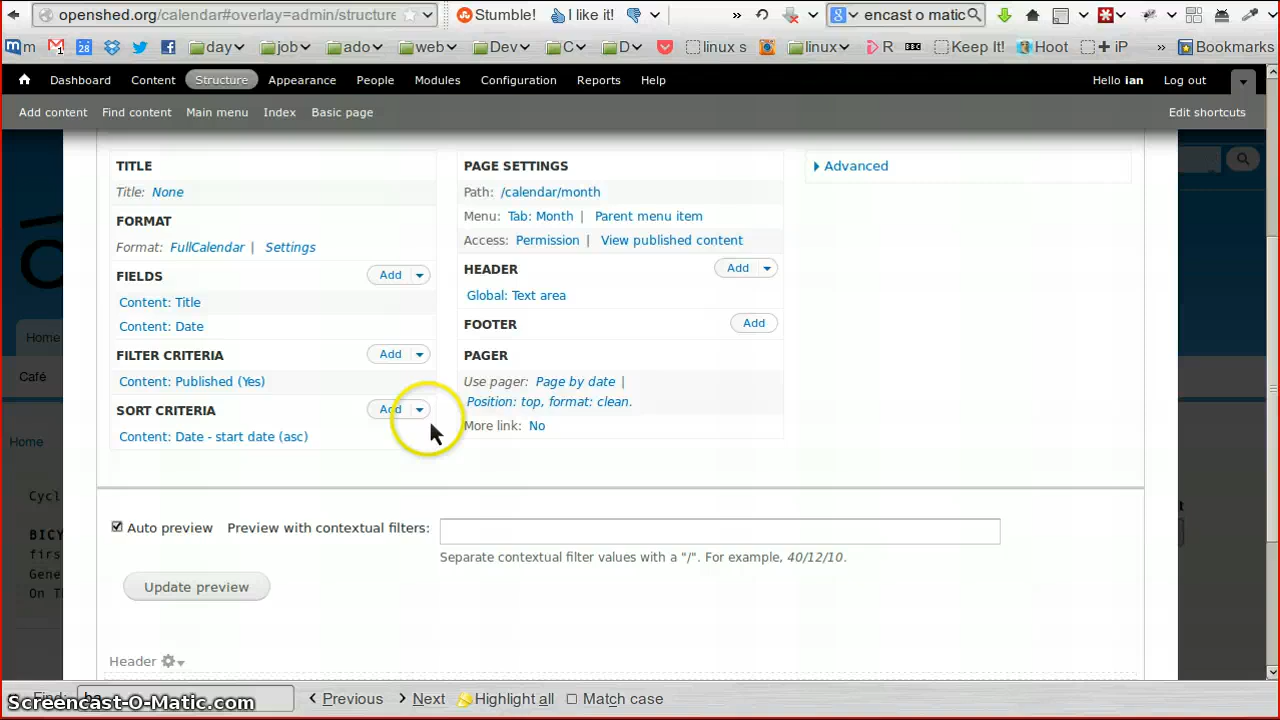 openshed.org/calendar#overlay=admin/structure Stumble! I like it! » encast o matic
m 28 day job ado web Dev C D linux s linux R BBC Keep It! Hoot + iP » Bookmarks
Dashboard Content Structure Appearance People Modules Configuration Reports Help Hello ian Log out
Add content Find content Main menu Index Basic page Edit shortcuts
TITLE PAGE SETTINGS Advanced
Title: None Path: /calendar/month
FORMAT Menu: Tab: Month | Parent menu item
Format: FullCalendar | Settings Access: Permission | View published content
FIELDS Add HEADER Add
Content: Title Global: Text area
Content: Date FOOTER Add
Home
FILTER CRITERIA Add PAGER
Café Content: Published (Yes) Use pager: Page by date |
SORT CRITERIA Add Position: top, format: clean.
Home Content: Date - start date (asc) More link: No
Cycl
BICY Auto preview Preview with contextual filters:
firs Separate contextual filter values with a "/". For example, 40/12/10.
Gene Update preview
On Th
Header
Find: Previous Next Highlight all Match case
Screencast-O-Matic.com